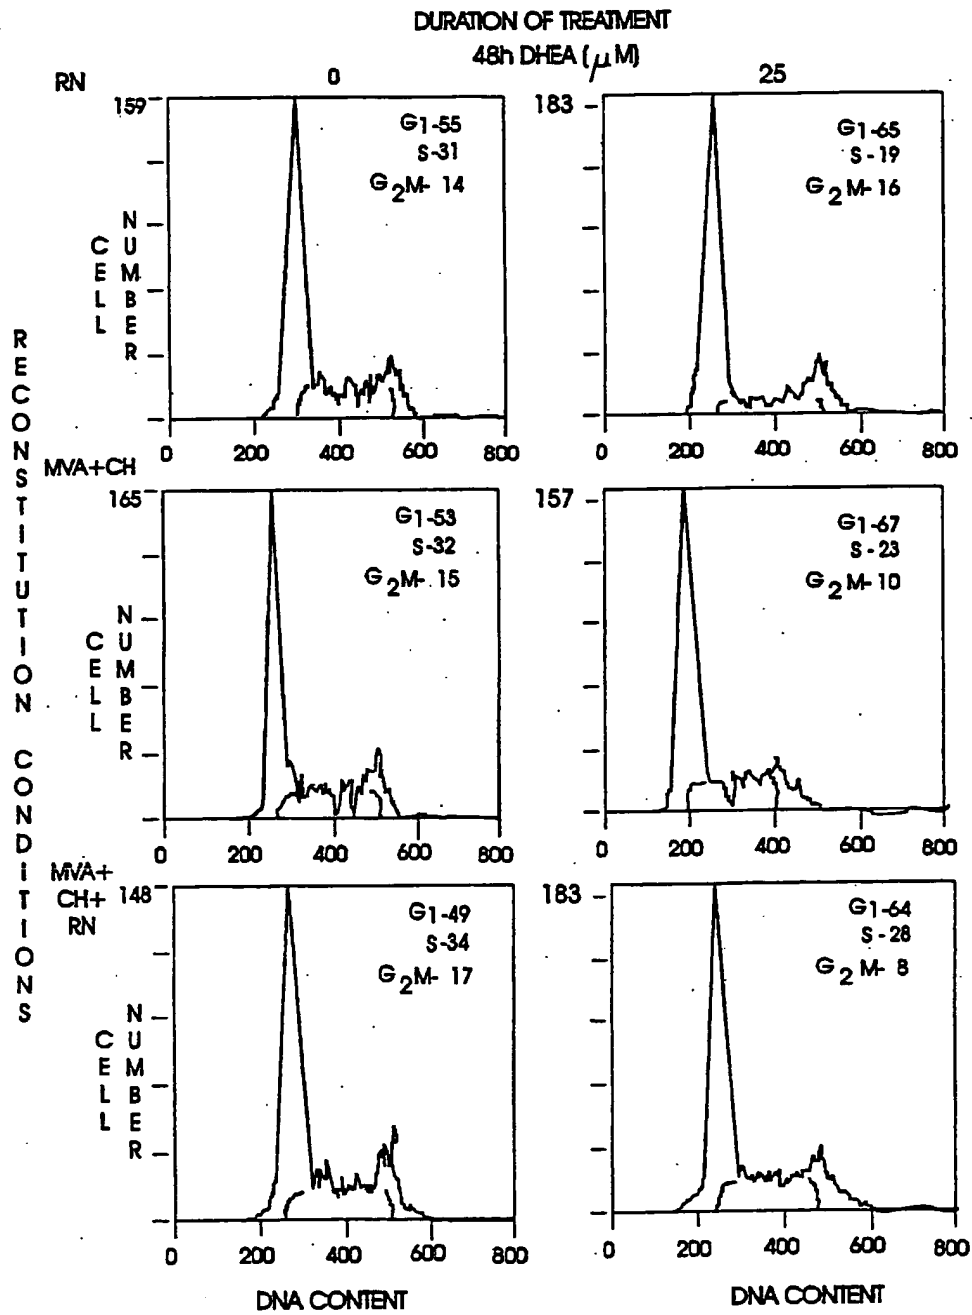 DURATION OF TREATMENT
48h DHEA (μM)
RN
0
25
159
G1-55
S-31
G2M- 14
183
G1-65
S-19
G2M- 16
CELL NUMBER
0 200 400 600 800
0 200 400 600 800
RECONSTITUTION CONDITIONS
MVA+CH
165
G1-53
S-32
G2M- 15
157
G1-67
S-23
G2M- 10
CELL NUMBER
0 200 400 600 800
0 200 400 600 800
MVA+
CH+
RN
148
G1-49
S-34
G2M- 17
183
G1-64
S-28
G2M- 8
CELL NUMBER
0 200 400 600 800
0 200 400 600 800
DNA CONTENT
DNA CONTENT